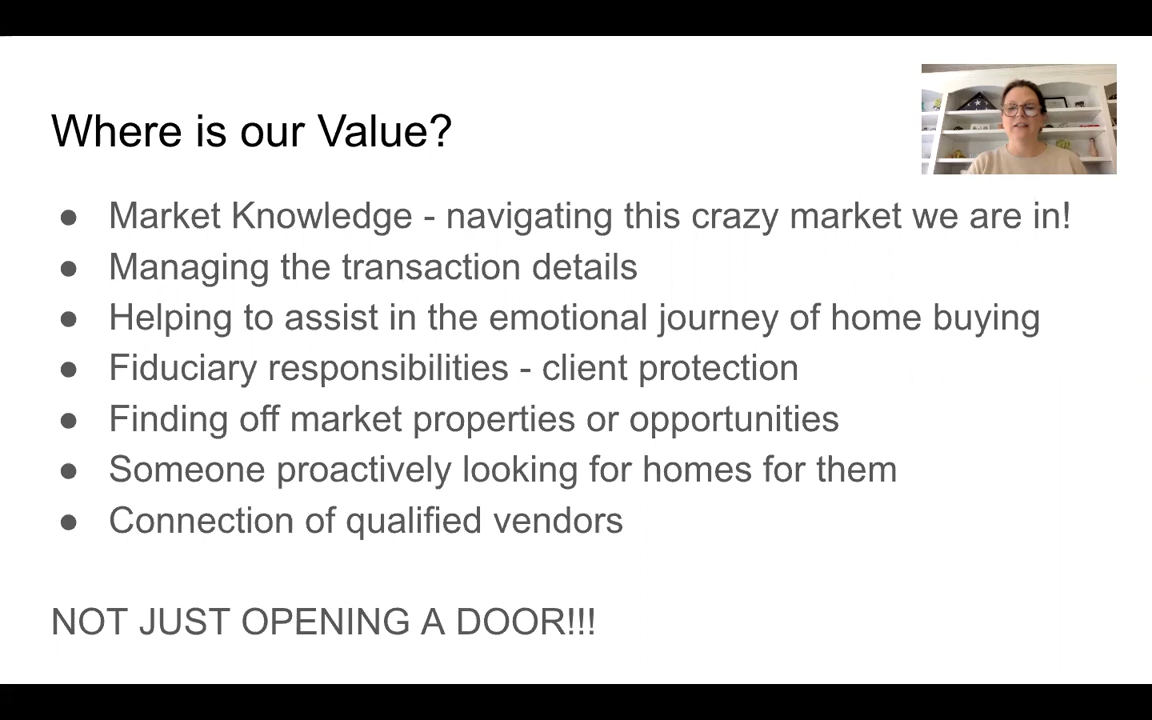 Where is our Value?
● Market Knowledge - navigating this crazy market we are in!
● Managing the transaction details
● Helping to assist in the emotional journey of home buying
● Fiduciary responsibilities - client protection
● Finding off market properties or opportunities
● Someone proactively looking for homes for them
● Connection of qualified vendors
NOT JUST OPENING A DOOR!!!